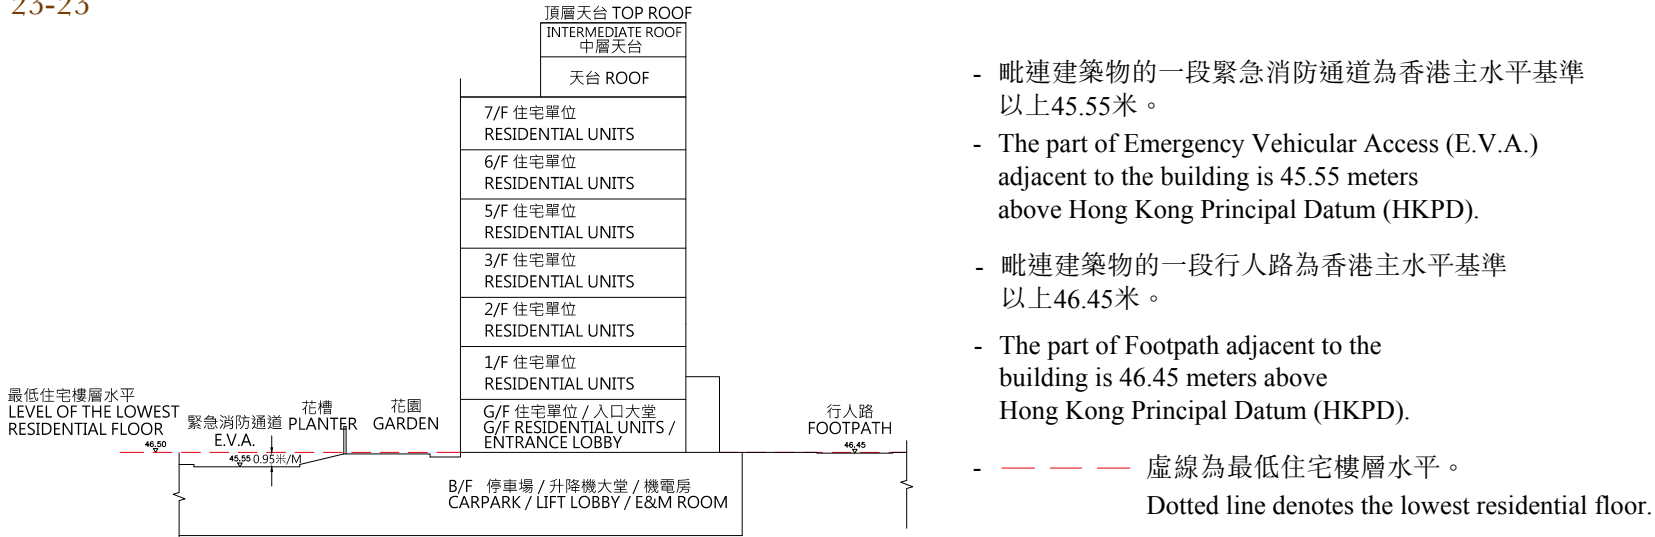 23-23
頂層天台 TOP ROOF
INTERMEDIATE ROOF
中層天台
天台 ROOF
7/F 住宅單位
RESIDENTIAL UNITS
6/F 住宅單位
RESIDENTIAL UNITS
5/F 住宅單位
RESIDENTIAL UNITS
3/F 住宅單位
RESIDENTIAL UNITS
2/F 住宅單位
RESIDENTIAL UNITS
1/F 住宅單位
RESIDENTIAL UNITS
G/F 住宅單位 / 入口大堂
G/F RESIDENTIAL UNITS /
ENTRANCE LOBBY
最低住宅樓層水平
LEVEL OF THE LOWEST
RESIDENTIAL FLOOR
46.50
緊急消防通道
E.V.A.
45.55 0.95米/M
花槽
PLANTER
花園
GARDEN
行人路
FOOTPATH
46.45
B/F 停車場 / 升降機大堂 / 機電房
CARPARK / LIFT LOBBY / E&M ROOM
- 毗連建築物的一段緊急消防通道為香港主水平基準
以上45.55米。
- The part of Emergency Vehicular Access (E.V.A.)
adjacent to the building is 45.55 meters
above Hong Kong Principal Datum (HKPD).
- 毗連建築物的一段行人路為香港主水平基準
以上46.45米。
- The part of Footpath adjacent to the
building is 46.45 meters above
Hong Kong Principal Datum (HKPD).
- 虛線為最低住宅樓層水平。
Dotted line denotes the lowest residential floor.